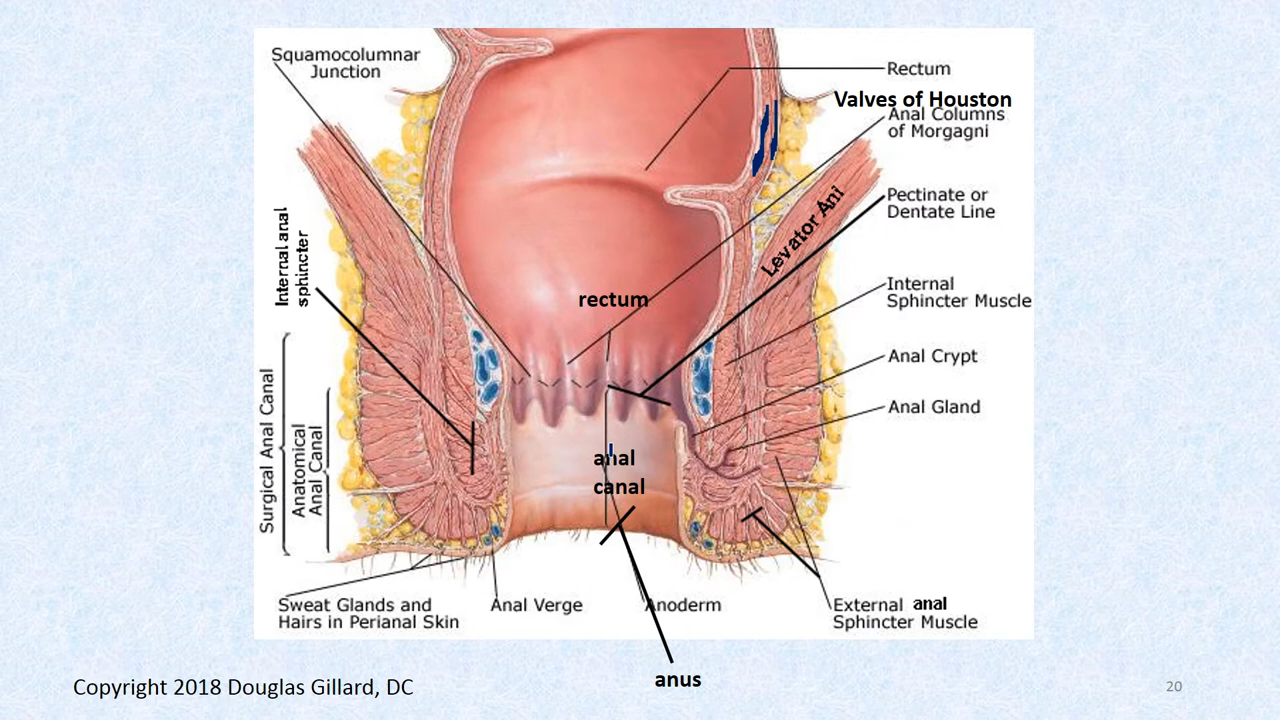 Squamocolumnar
Junction
Rectum
Valves of Houston
Anal Columns
of Morgagni
Pectinate or
Dentate Line
Levator Ani
Internal anal
sphincter
Internal
Sphincter Muscle
rectum
Anal Crypt
Anal Gland
Surgical Anal Canal
Anatomical
Anal Canal
anal
canal
Sweat Glands and
Hairs in Perianal Skin
Anal Verge
Anoderm
External anal
Sphincter Muscle
anus
Copyright 2018 Douglas Gillard, DC
20